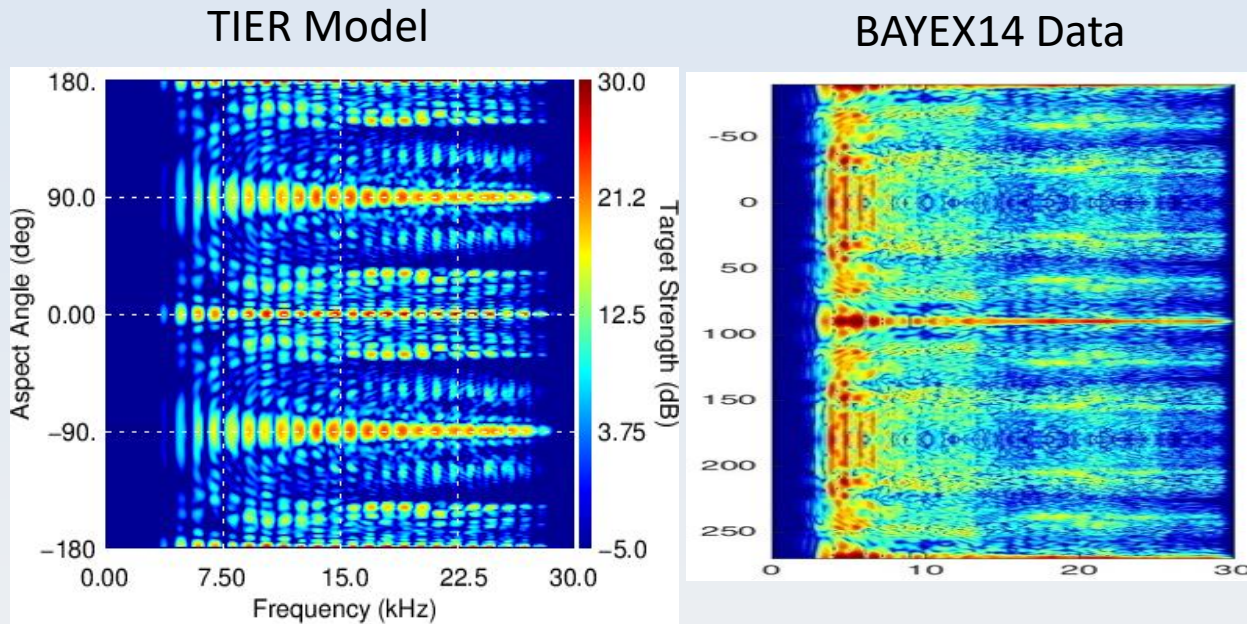 TIER Model
BAYEX14 Data
180.
90.0
0.00
−90.
−180
Aspect Angle (deg)
0.00 7.50 15.0 22.5 30.0
Frequency (kHz)
30.0
21.2
12.5
3.75
−5.0
Target Strength (dB)
-50
0
50
100
150
200
250
0 10 20 30